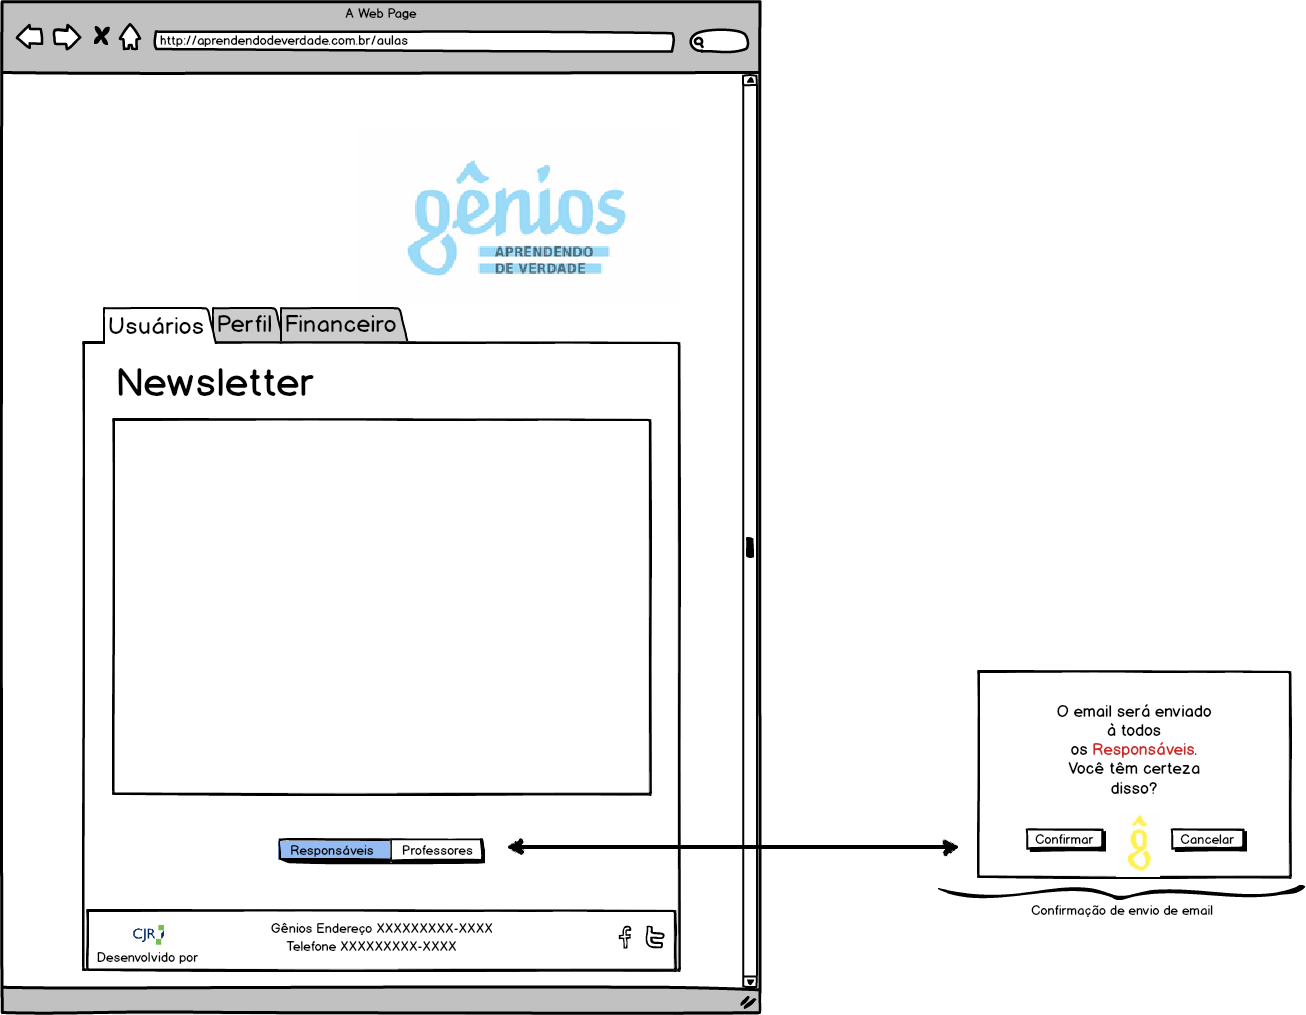 A Web Page
http://aprendendodeverdade.com.br/aulas
gênios
APRENDENDO
DE VERDADE
Usuários Perfil Financeiro
Newsletter
Responsáveis Professores
O email será enviado
à todos
os Responsáveis.
Você têm certeza
disso?
Confirmar ĝ Cancelar
Confirmação de envio de email
CJR
Desenvolvido por
Gênios Endereço XXXXXXXXX-XXXX
Telefone XXXXXXXXX-XXXX